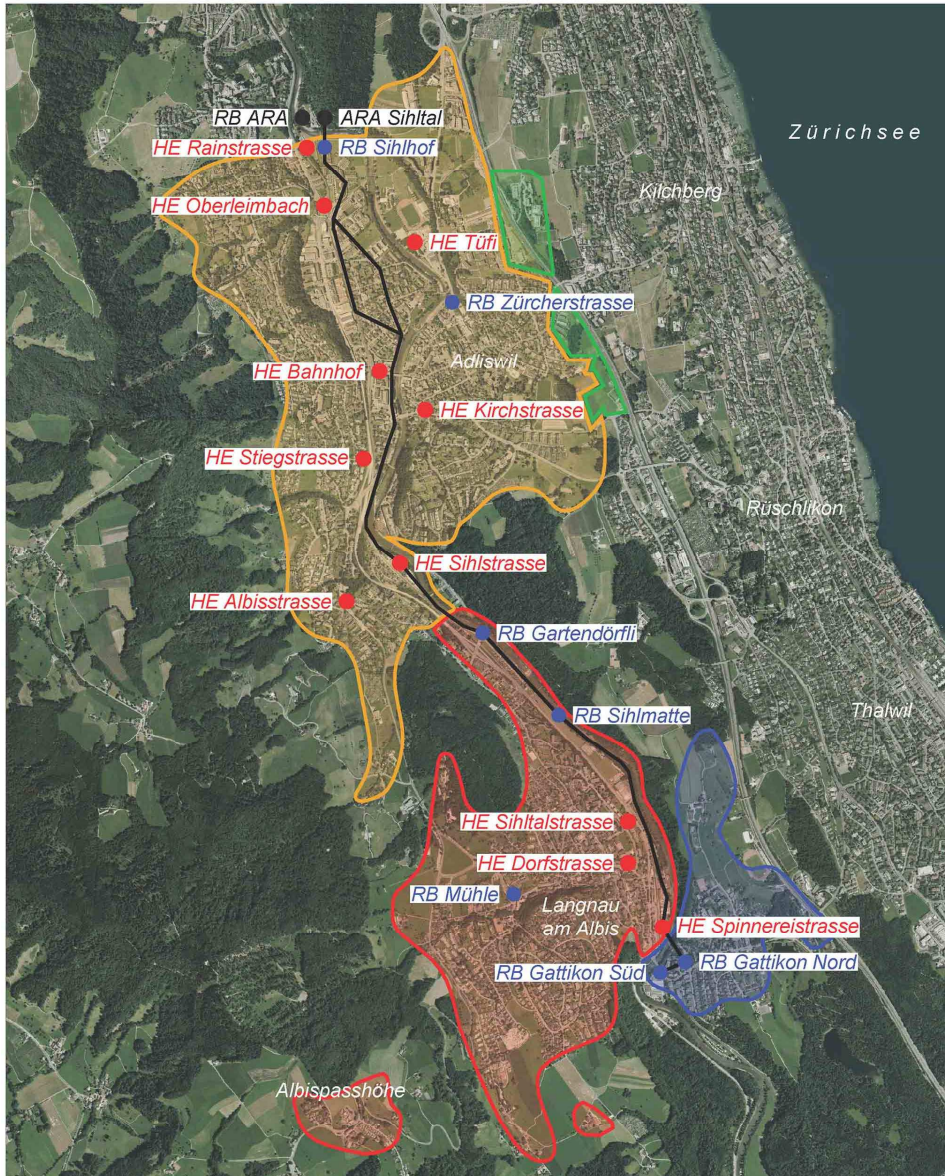 RB ARA
ARA Sihltal
Zürichsee
HE Rainstrasse
RB Sihlhof
Kilchberg
HE Oberleimbach
HE Tüfi
RB Zürcherstrasse
Adliswil
HE Bahnhof
HE Kirchstrasse
HE Stiegstrasse
Rüschlikon
HE Sihlstrasse
HE Albisstrasse
RB Gartendörfli
Thalwil
RB Sihlmatte
HE Sihltalstrasse
HE Dorfstrasse
RB Mühle
Langnau
am Albis
HE Spinnereistrasse
RB Gattikon Nord
RB Gattikon Süd
Albispasshöhe